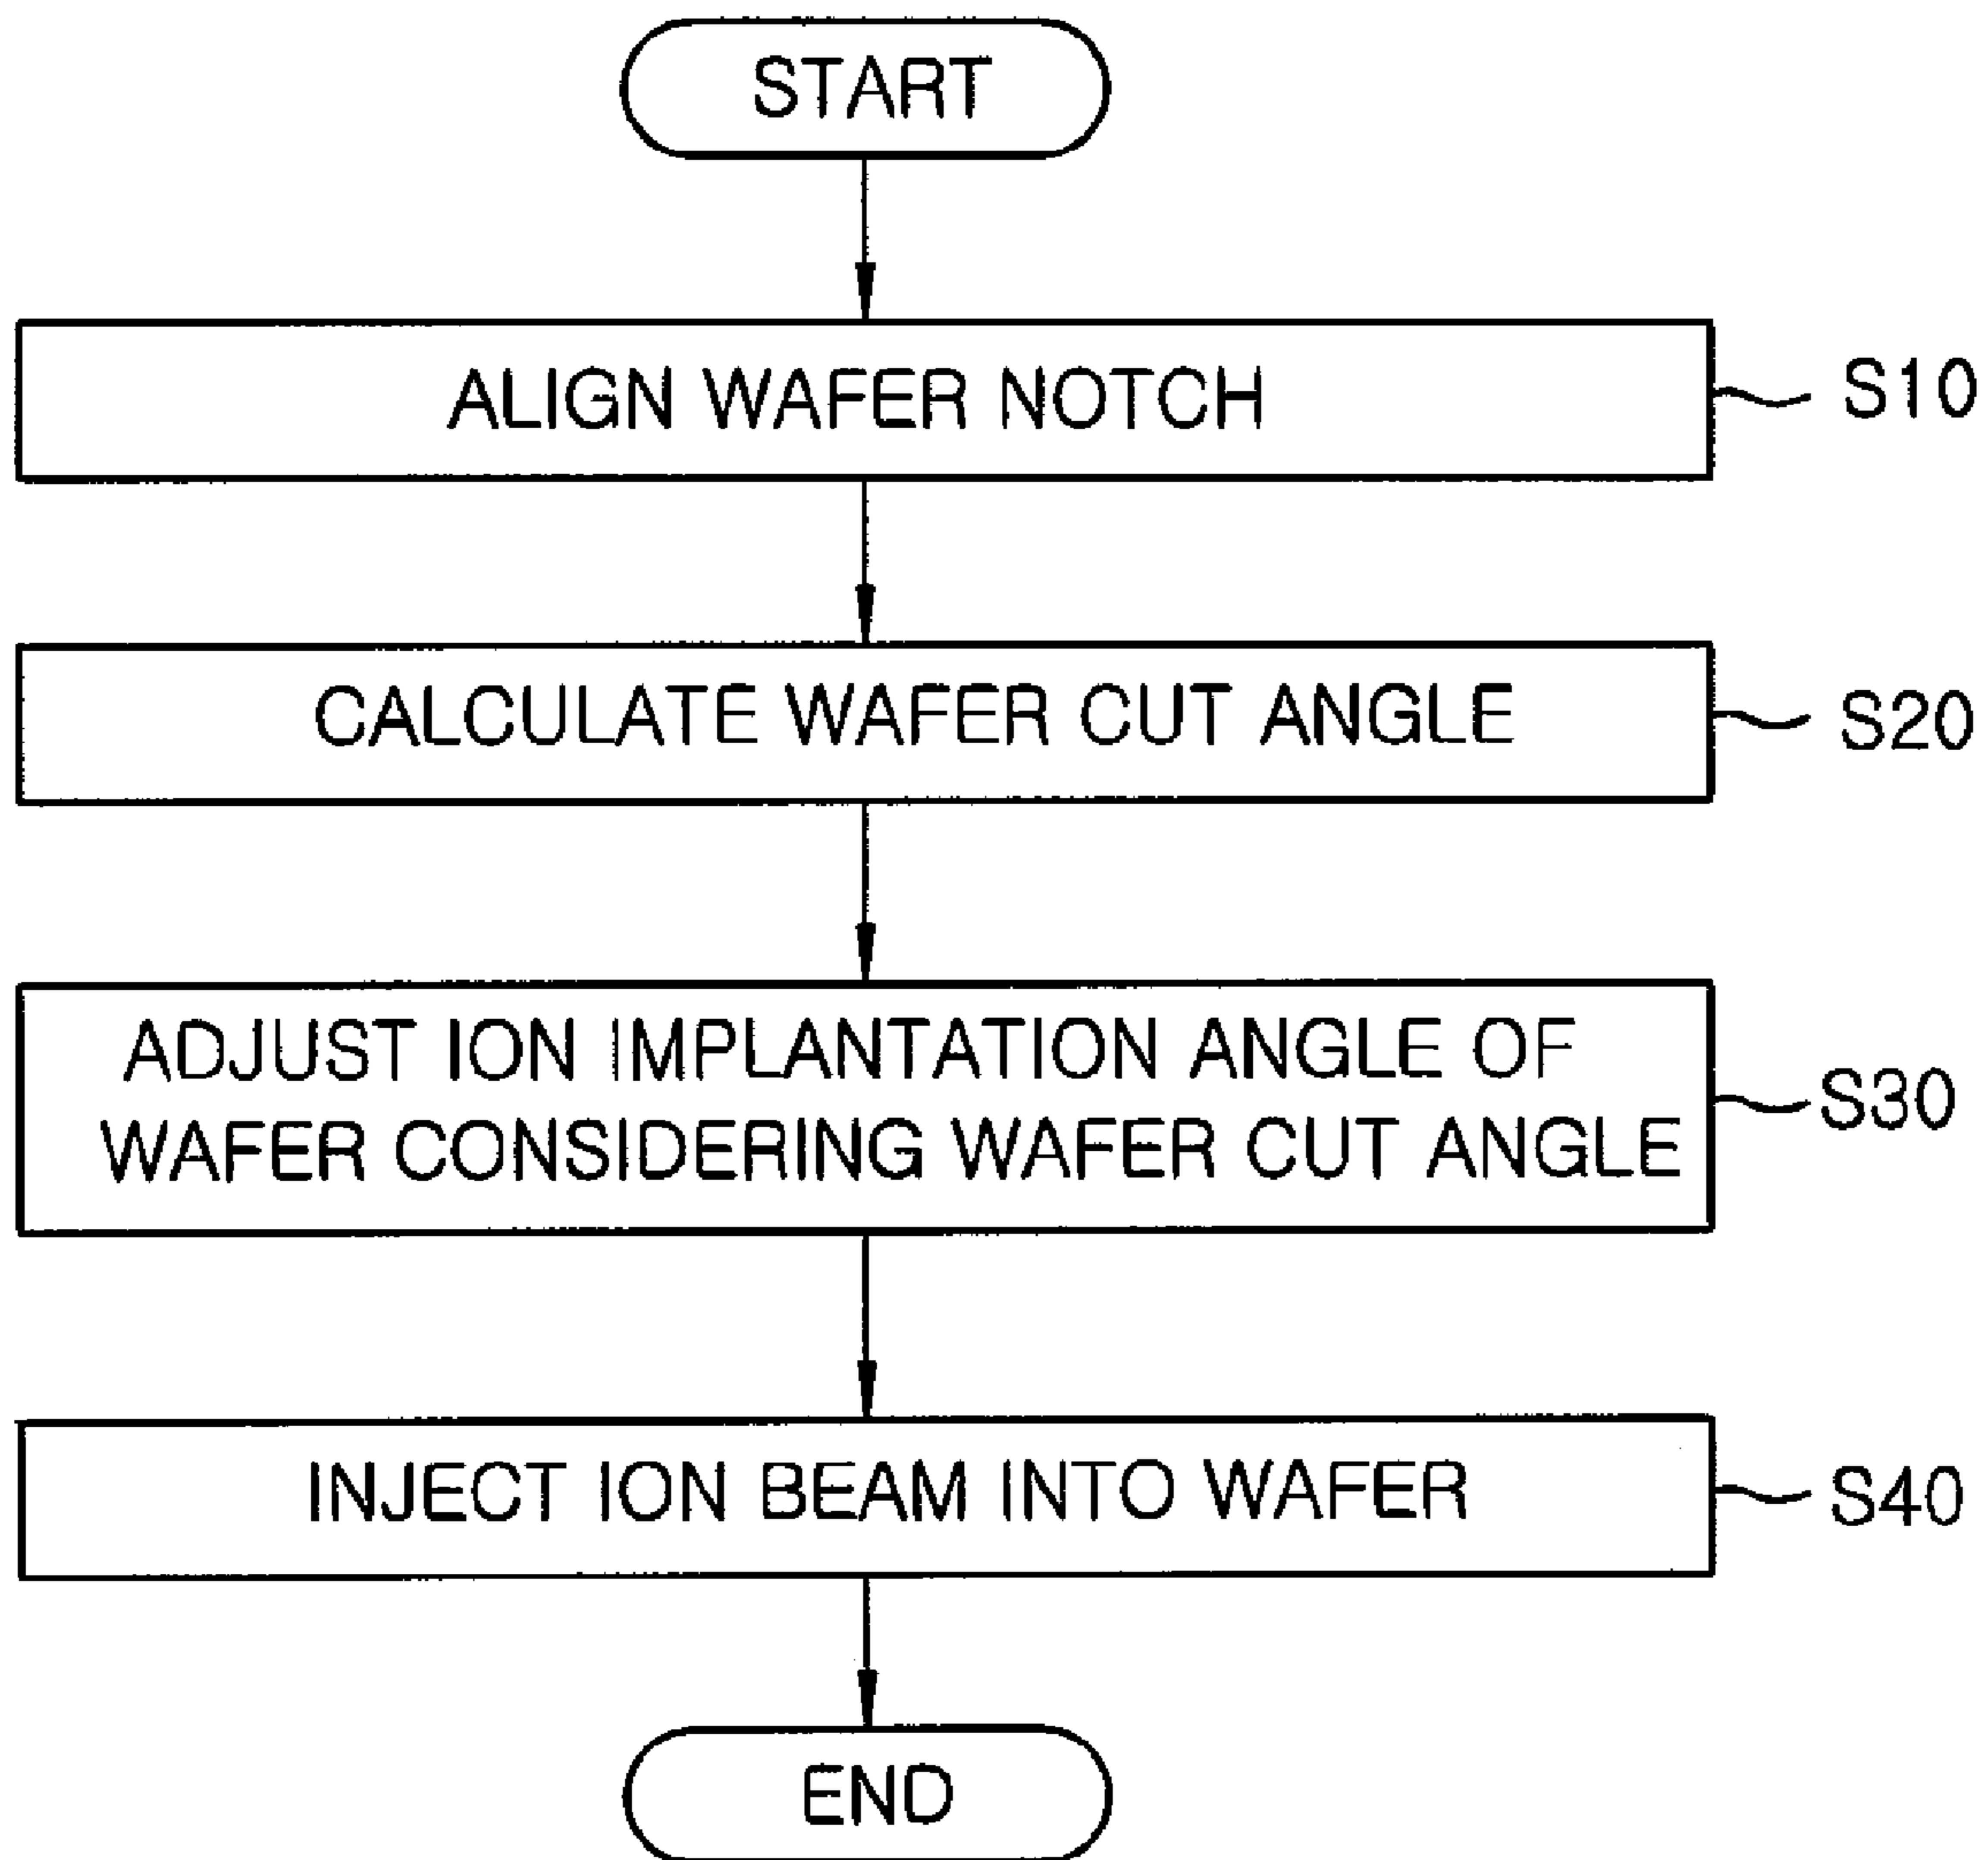 START
ALIGN WAFER NOTCH
S10
CALCULATE WAFER CUT ANGLE
S20
ADJUST ION IMPLANTATION ANGLE OF
WAFER CONSIDERING WAFER CUT ANGLE
S30
INJECT ION BEAM INTO WAFER
S40
END